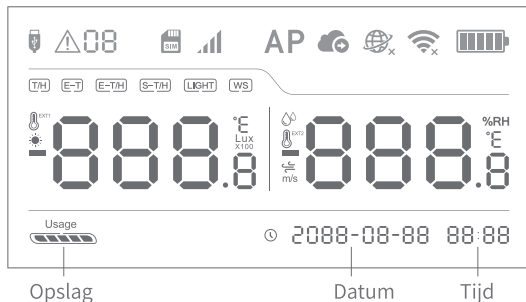 08 SIM AP
T/H E-T E-T/H S-T/H LIGHT WS
EXT1 888.8 °E Lux X100 EXT2 m/s 888.8 %RH °E
Usage 2088-08-88 88:88
Opslag Datum Tijd